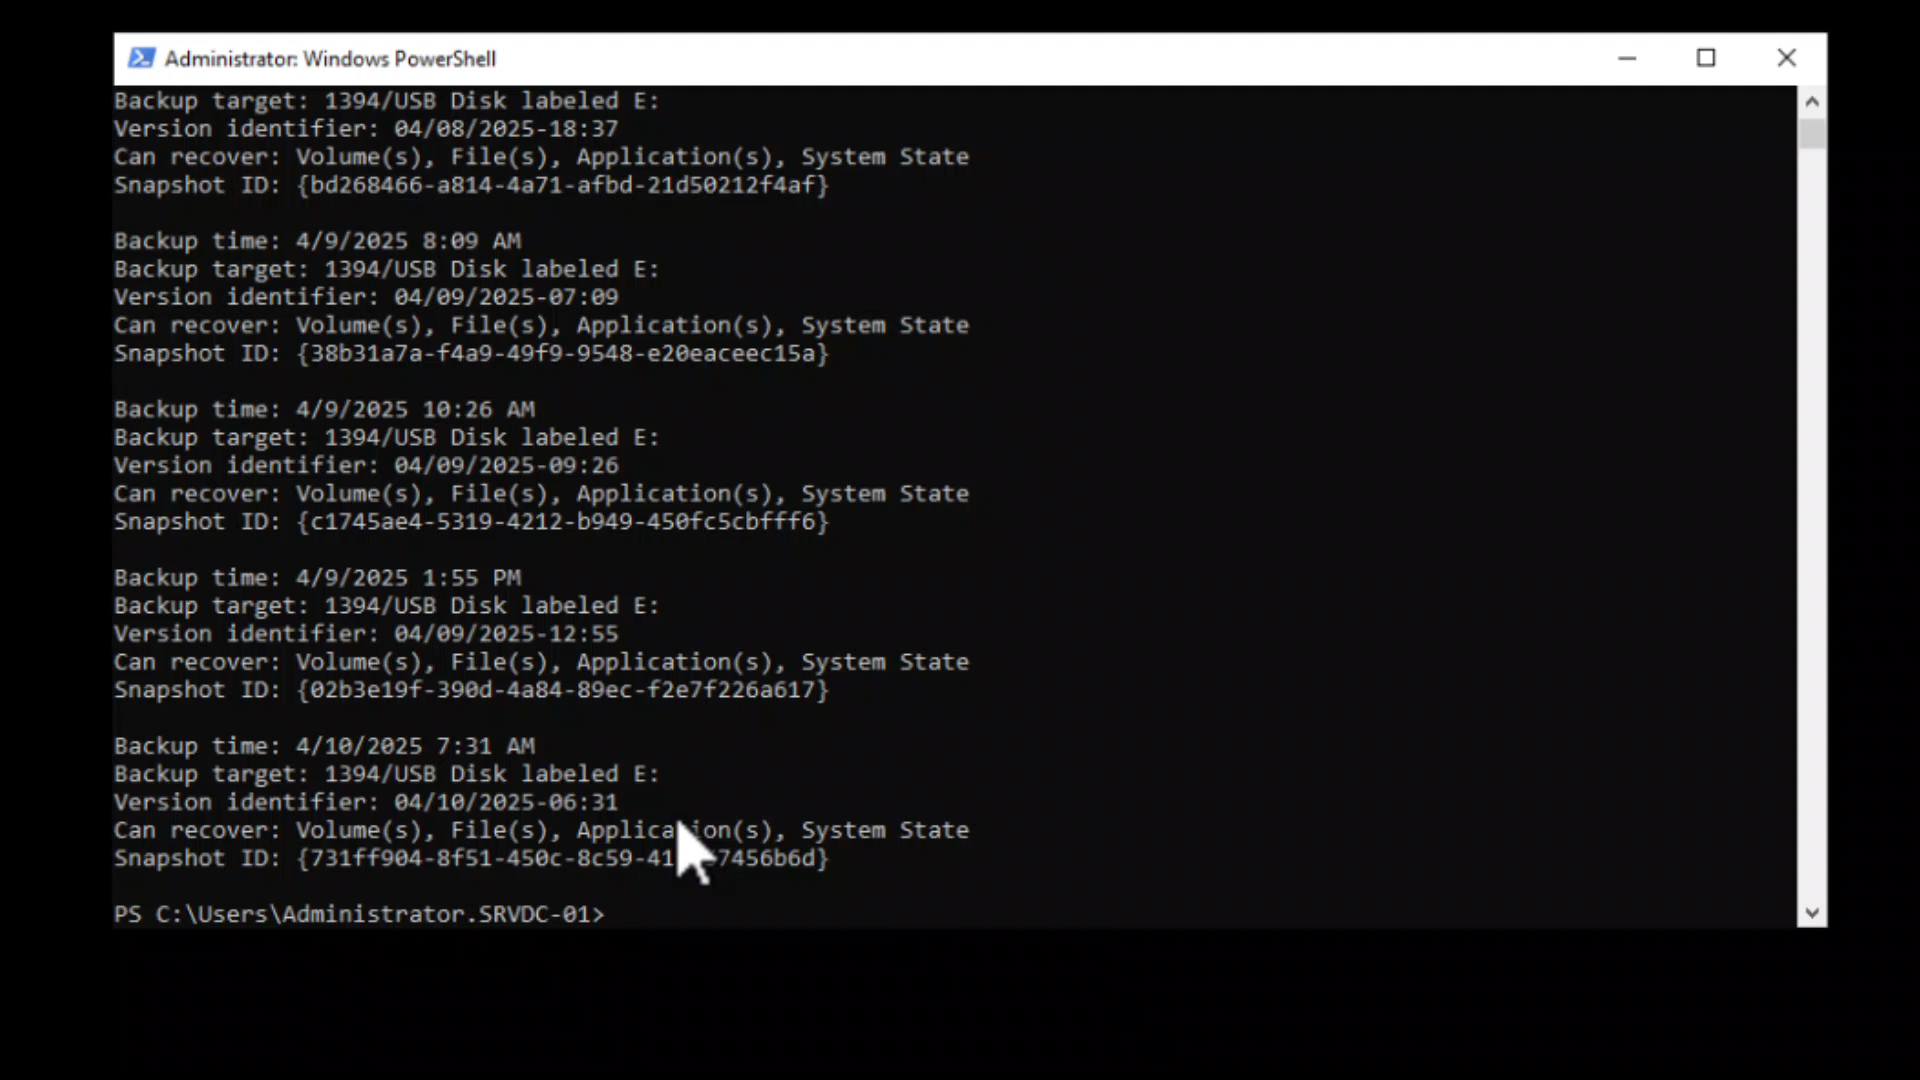 Administrator: Windows PowerShell
Backup target: 1394/USB Disk labeled E:
Version identifier: 04/08/2025-18:37
Can recover: Volume(s), File(s), Application(s), System State
Snapshot ID: {bd268466-a814-4a71-afbd-21d50212f4af}
Backup time: 4/9/2025 8:09 AM
Backup target: 1394/USB Disk labeled E:
Version identifier: 04/09/2025-07:09
Can recover: Volume(s), File(s), Application(s), System State
Snapshot ID: {38b31a7a-f4a9-49f9-9548-e20eaceec15a}
Backup time: 4/9/2025 10:26 AM
Backup target: 1394/USB Disk labeled E:
Version identifier: 04/09/2025-09:26
Can recover: Volume(s), File(s), Application(s), System State
Snapshot ID: {c1745ae4-5319-4212-b949-450fc5cbfff6}
Backup time: 4/9/2025 1:55 PM
Backup target: 1394/USB Disk labeled E:
Version identifier: 04/09/2025-12:55
Can recover: Volume(s), File(s), Application(s), System State
Snapshot ID: {02b3e19f-390d-4a84-89ec-f2e7f226a617}
Backup time: 4/10/2025 7:31 AM
Backup target: 1394/USB Disk labeled E:
Version identifier: 04/10/2025-06:31
Can recover: Volume(s), File(s), Application(s), System State
Snapshot ID:
PS C:\Users\Administrator.SRVDC-01>